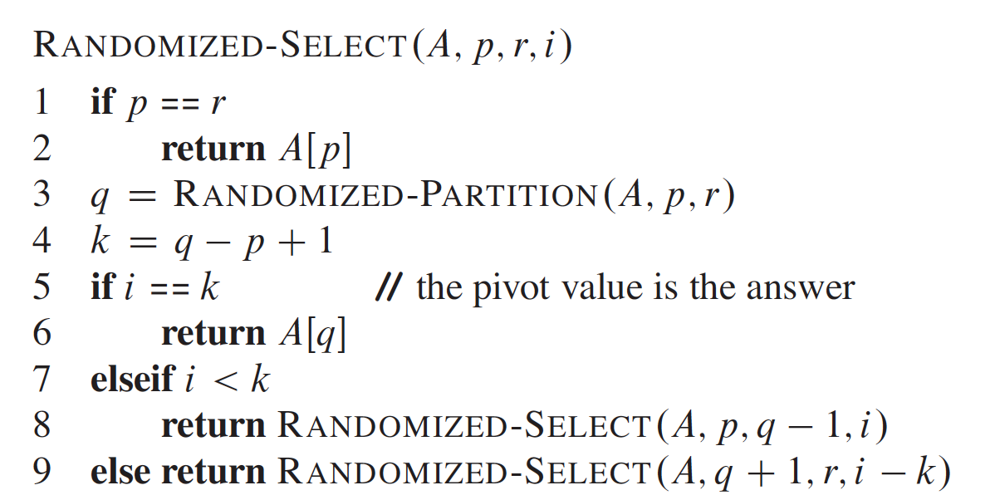 RANDOMIZED-SELECT(A, p, r, i)
1 if p == r
2 return A[p]
3 q = RANDOMIZED-PARTITION(A, p, r)
4 k = q − p + 1
5 if i == k // the pivot value is the answer
6 return A[q]
7 elseif i < k
8 return RANDOMIZED-SELECT(A, p, q − 1, i)
9 else return RANDOMIZED-SELECT(A, q + 1, r, i − k)